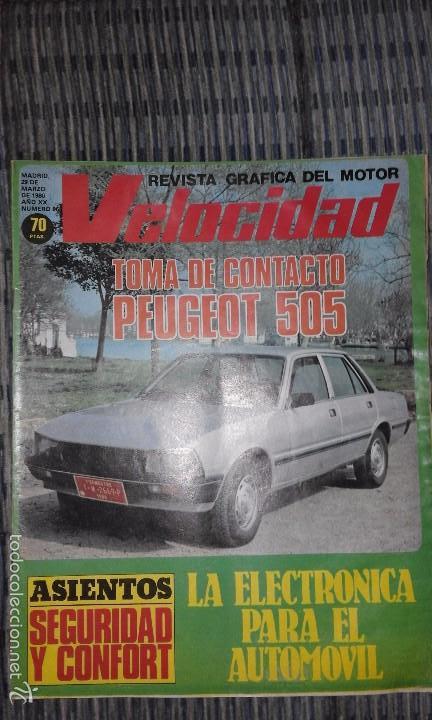 MADRID,
29 DE
MARZO
DE 1980
AÑO XX
NUMERO
70
PTAS.
REVISTA GRAFICA DEL MOTOR
Velocidad
TOMA DE CONTACTO
PEUGEOT 505
ASIENTOS
SEGURIDAD
Y CONFORT
LA ELECTRONICA
PARA EL
AUTOMOVIL
todocoleccion.net